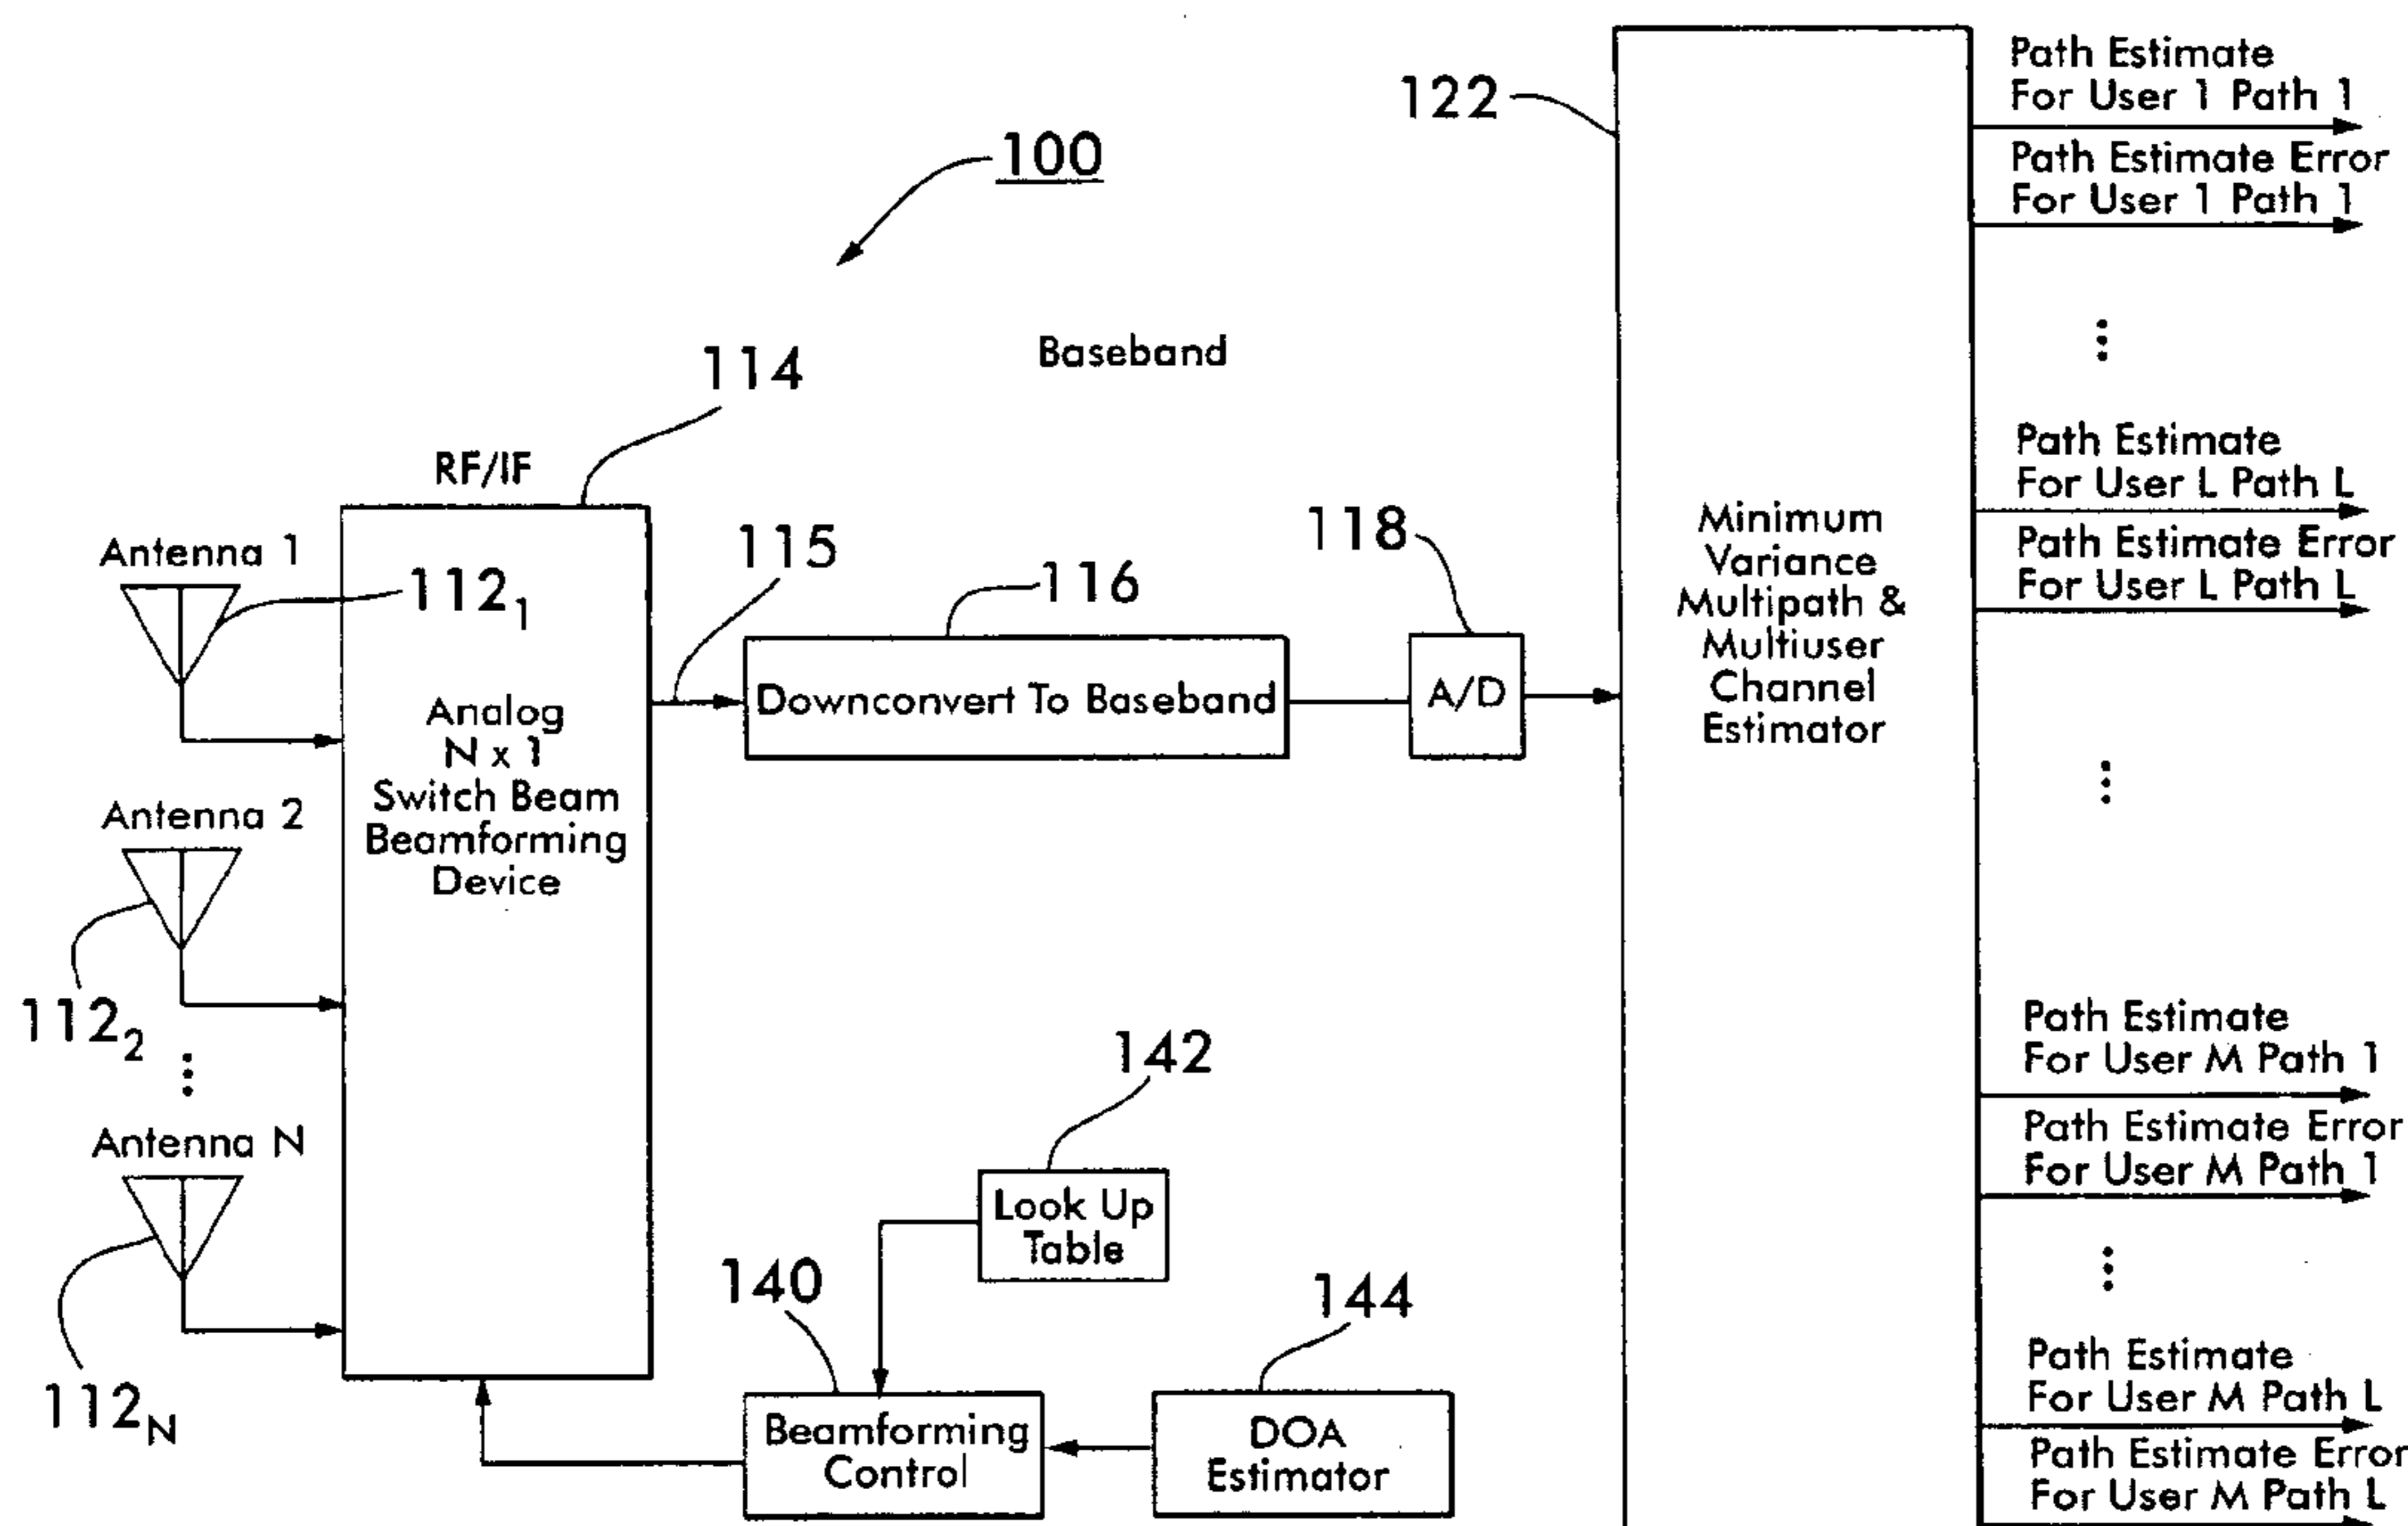 100
Baseband
RF/IF
114
115
116
118
122
Antenna 1
112₁
Antenna 2
112₂
Antenna N
112_N
Analog
N x 1
Switch Beam
Beamforming
Device
Downconvert To Baseband
A/D
Minimum
Variance
Multipath &
Multiuser
Channel
Estimator
142
Look Up
Table
140
Beamforming
Control
144
DOA
Estimator
Path Estimate
For User 1 Path 1
Path Estimate Error
For User 1 Path 1
Path Estimate
For User L Path L
Path Estimate Error
For User L Path L
Path Estimate
For User M Path 1
Path Estimate Error
For User M Path 1
Path Estimate
For User M Path L
Path Estimate Error
For User M Path L